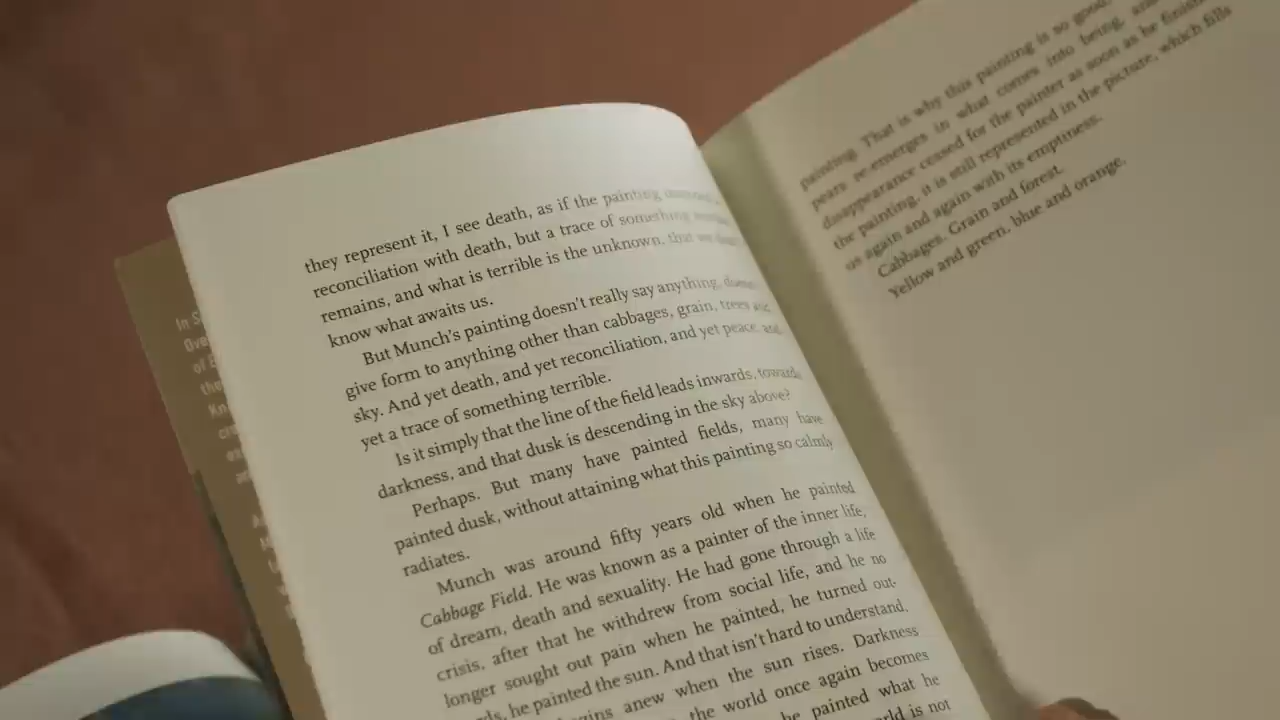 they represent it, I see death, as if the painting
reconciliation with death, but a trace of something
remains, and what is terrible is the unknown, that we
know what awaits us.
But Munch's painting doesn't really say anything,
give form to anything other than cabbages, grain, trees and
sky. And yet death, and yet reconciliation, and yet peace, and
yet a trace of something terrible.
Is it simply that the line of the field leads inwards, towards
darkness, and that dusk is descending in the sky above?
Perhaps. But many have painted fields, many have
painted dusk, without attaining what this painting so calmly
radiates.
Munch was around fifty years old when he painted
Cabbage Field. He was known as a painter of the inner life,
of dream, death and sexuality. He had gone through a life
crisis, after that he withdrew from social life, and he no
longer sought out pain when he painted, he turned out-
he painted the sun. And that isn't hard to understand.
anew when the sun rises. Darkness
the world once again becomes
he painted what he
is not
painting. That is why this painting is so good.
pears re-emerges in what comes into being, and
disappearance ceased for the painter as soon as he finished
the painting, it is still represented in the picture, which fills
us again and again with its emptiness.
Cabbages. Grain and forest.
Yellow and green, blue and orange.
In S
Ove
of E
the
Kn